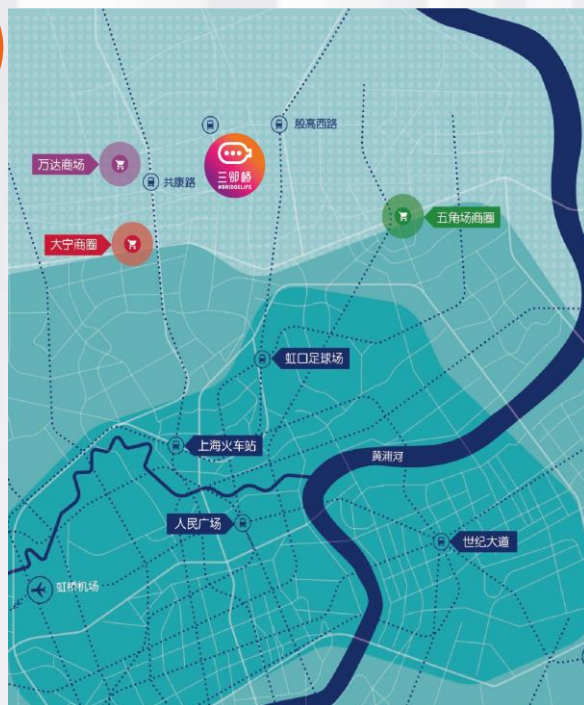 殷高西路
万达商场
三邻桥
#BRIDGELIFE
共康路
五角场商圈
大宁商圈
虹口足球场
上海火车站
黄浦河
人民广场
世纪大道
虹桥机场